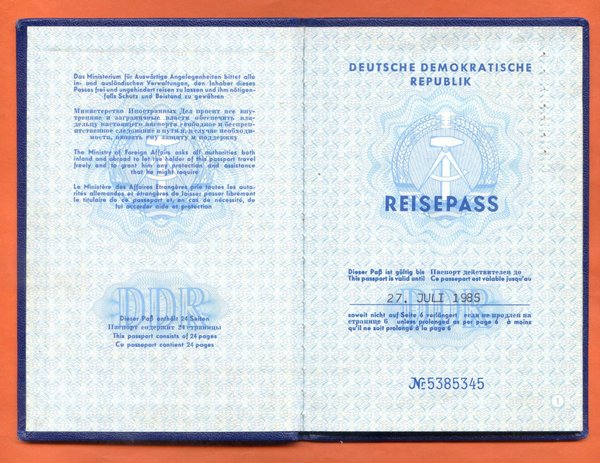 Das Ministerium für Auswärtige Angelegenheiten bittet alle
in- und ausländischen Verwaltungen, den Inhaber dieses
Passes frei und ungehindert reisen zu lassen und ihm nötigen-
falls Schutz und Beistand zu gewähren
Министерство Иностранных Дел просит все вну-
тренние и заграничные власти обеспечить вла-
дельцу настоящего паспорта свободное и беспреп-
ятственное следование в пути и, в случае необходи-
мости, оказать ему защиту и поддержку
The Ministry of Foreign Affairs asks all authorities both
inland and abroad to let the holder of this passport travel
freely and to grant him any protection and assistance
that he might require
Le Ministère des Affaires Etrangères prie toutes les auto-
rités allemandes et étrangères de laisser passer librement
le titulaire de ce passeport et, en cas de nécessité, de
lui accorder aide et protection
DDR
Dieser Paß enthält 24 Seiten
Паспорт содержит 24 страницы
This passport consists of 24 pages
Ce passeport contient 24 pages
DEUTSCHE DEMOKRATISCHE
REPUBLIK
REISEPASS
Dieser Paß ist gültig bis Паспорт действителен до
This passport is valid until Ce passeport est valable jusqu'au
27. JULI 1985
DDR
soweit nicht auf Seite 6 verlängert если не продлен на
странице 6 unless prolonged as per page 6 à moins
qu'il ne soit prolongé à la page 6
№ 5385345
1